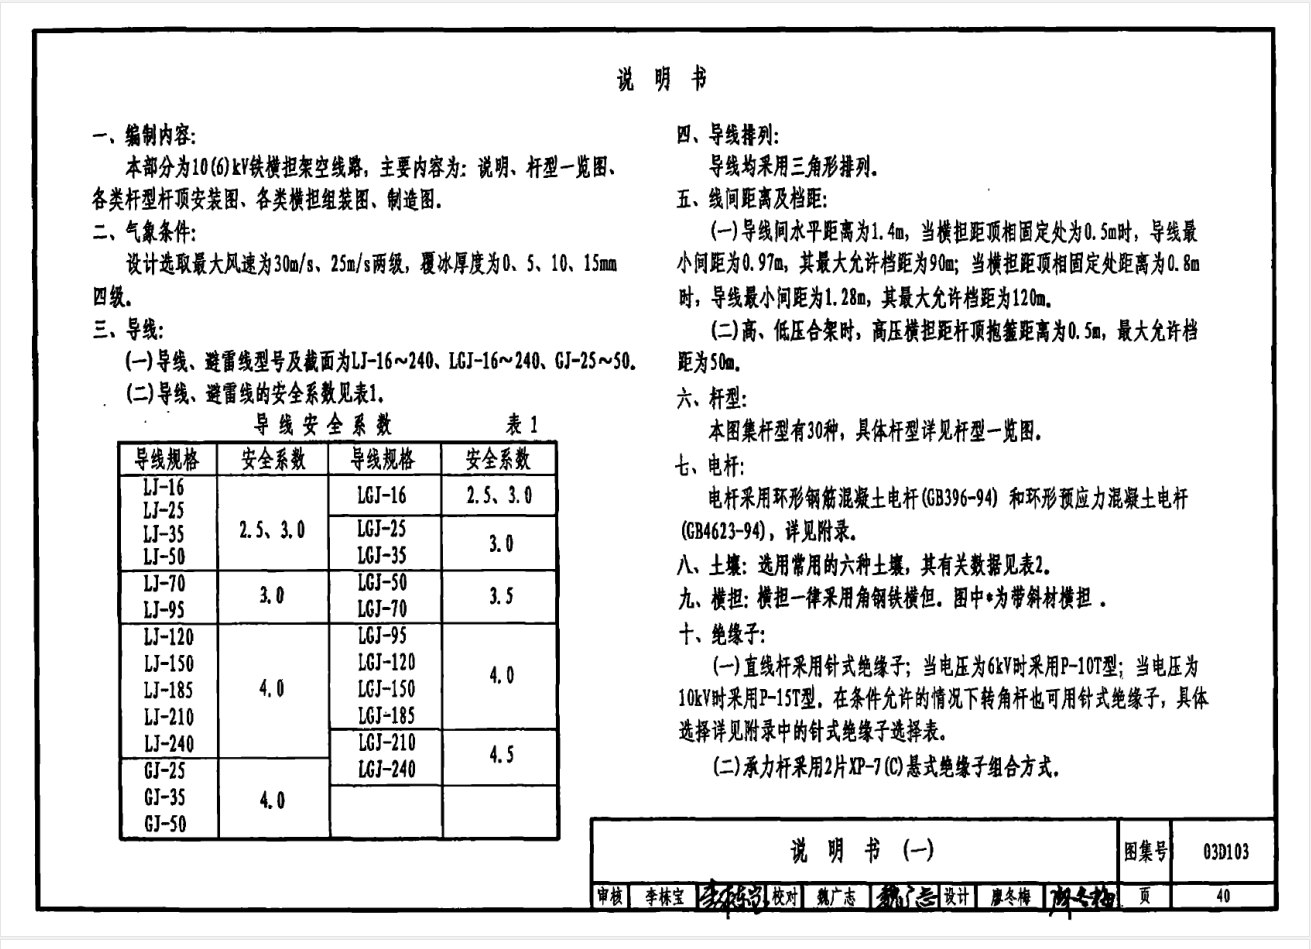 说 明 书
一、编制内容:
本部分为10(6)kV铁横担架空线路, 主要内容为: 说明、杆型一览图、
各类杆型杆顶安装图、各类横担组装图、制造图.
二、气象条件:
设计选取最大风速为30m/s、25m/s两级, 覆冰厚度为0、5、10、15mm
四级.
三、导线:
(一)导线、避雷线型号及截面为LJ-16~240、LGJ-16~240、GJ-25~50.
(二)导线、避雷线的安全系数见表1.
导 线 安 全 系 数 表 1
导线规格 安全系数 导线规格 安全系数
LJ-16
LJ-25
LJ-35
LJ-50
2.5、3.0
LGJ-16
2.5、3.0
LGJ-25
LGJ-35
3.0
LJ-70
LJ-95
3.0
LGJ-50
LGJ-70
3.5
LJ-120
LJ-150
LJ-185
LJ-210
LJ-240
4.0
LGJ-95
LGJ-120
LGJ-150
LGJ-185
4.0
LGJ-210
LGJ-240
4.5
GJ-25
GJ-35
GJ-50
4.0
四、导线排列:
导线均采用三角形排列.
五、线间距离及档距:
(一)导线间水平距离为1.4m, 当横担距顶相固定处为0.5m时, 导线最
小间距为0.97m, 其最大允许档距为90m; 当横担距顶相固定处距离为0.8m
时, 导线最小间距为1.28m, 其最大允许档距为120m.
(二)高、低压合架时, 高压横担距杆顶抱箍距离为0.5m, 最大允许档
距为50m.
六、杆型:
本图集杆型有30种, 具体杆型详见杆型一览图.
七、电杆:
电杆采用环形钢筋混凝土电杆(GB396-94) 和环形预应力混凝土电杆
(GB4623-94), 详见附录.
八、土壤: 选用常用的六种土壤, 其有关数据见表2.
九、横担: 横担一律采用角钢铁横但. 图中*为带斜材横担 .
十、绝缘子:
(一)直线杆采用针式绝缘子; 当电压为6kV时采用P-10T型; 当电压为
10kV时采用P-15T型. 在条件允许的情况下转角杆也可用针式绝缘子, 具体
选择详见附录中的针式绝缘子选择表.
(二)承力杆采用2片XP-7(C)悬式绝缘子组合方式.
说 明 书 (一) 图集号 03D103
审核 李栋宝 李栋宝 校对 魏广志 魏广志 设计 廖冬梅 廖冬梅 页 40